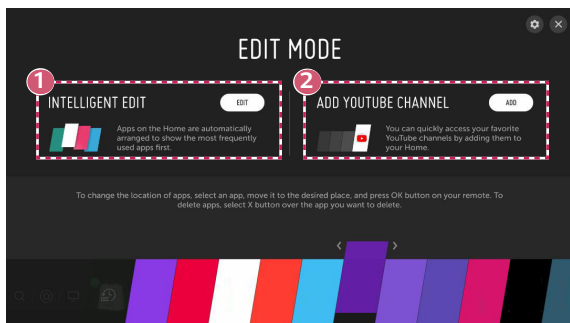 EDIT MODE
1
INTELLIGENT EDIT
EDIT
Apps on the Home are automatically
arranged to show the most frequently
used apps first.
2
ADD YOUTUBE CHANNEL
ADD
You can quickly access your favorite
YouTube channels by adding them to
your Home.
To change the location of apps, select an app, move it to the desired place, and press OK button on your remote. To
delete apps, select X button over the app you want to delete.